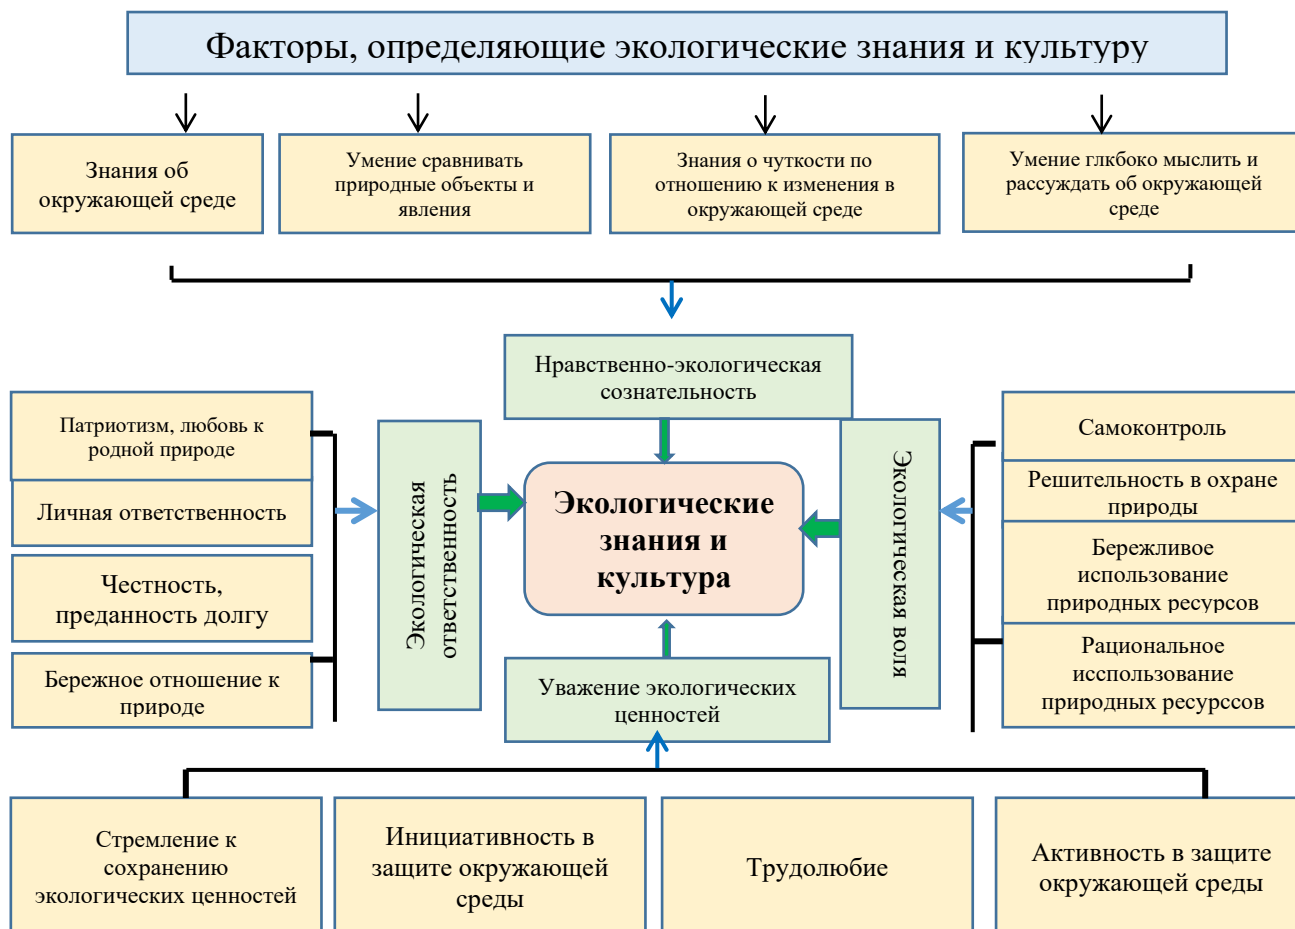 Факторы, определяющие экологические знания и культуру
Знания об
окружающей среде
Умение сравнивать
природные объекты и
явления
Знания о чуткости по
отношению к изменения в
окружающей среде
Умение глкбоко мыслить и
рассуждать об окружающей
среде
Нравственно-экологическая
сознательность
Патриотизм, любовь к
родной природе
Личная ответственность
Честность,
преданность долгу
Бережное отношение к
природе
Экологическая
ответственность
Экологические
знания и
культура
Экологическая воля
Самоконтроль
Решительность в охране
природы
Бережливое
использование
природных ресурсов
Рациональное
исспользование
природных ресурссов
Уважение экологических
ценностей
Стремление к
сохранению
экологических ценностей
Инициативность в
защите окружающей
среды
Трудолюбие
Активность в защите
окружающей среды